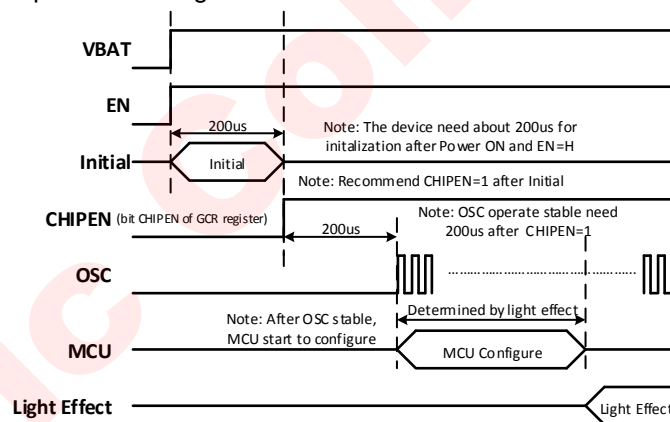 VBAT
EN
200us
Note: The device need about 200us for
initalization after Power ON and EN=H
Initial
Initial
Note: Recommend CHIPEN=1 after Initial
CHIPEN (bit CHIPEN of GCR register)
Note: OSC operate stable need
200us after CHIPEN=1
200us
OSC
Note: After OSC stable,
MCU start to configure
Determined by light effect
MCU
MCU Configure
Light Effect
Light Effect